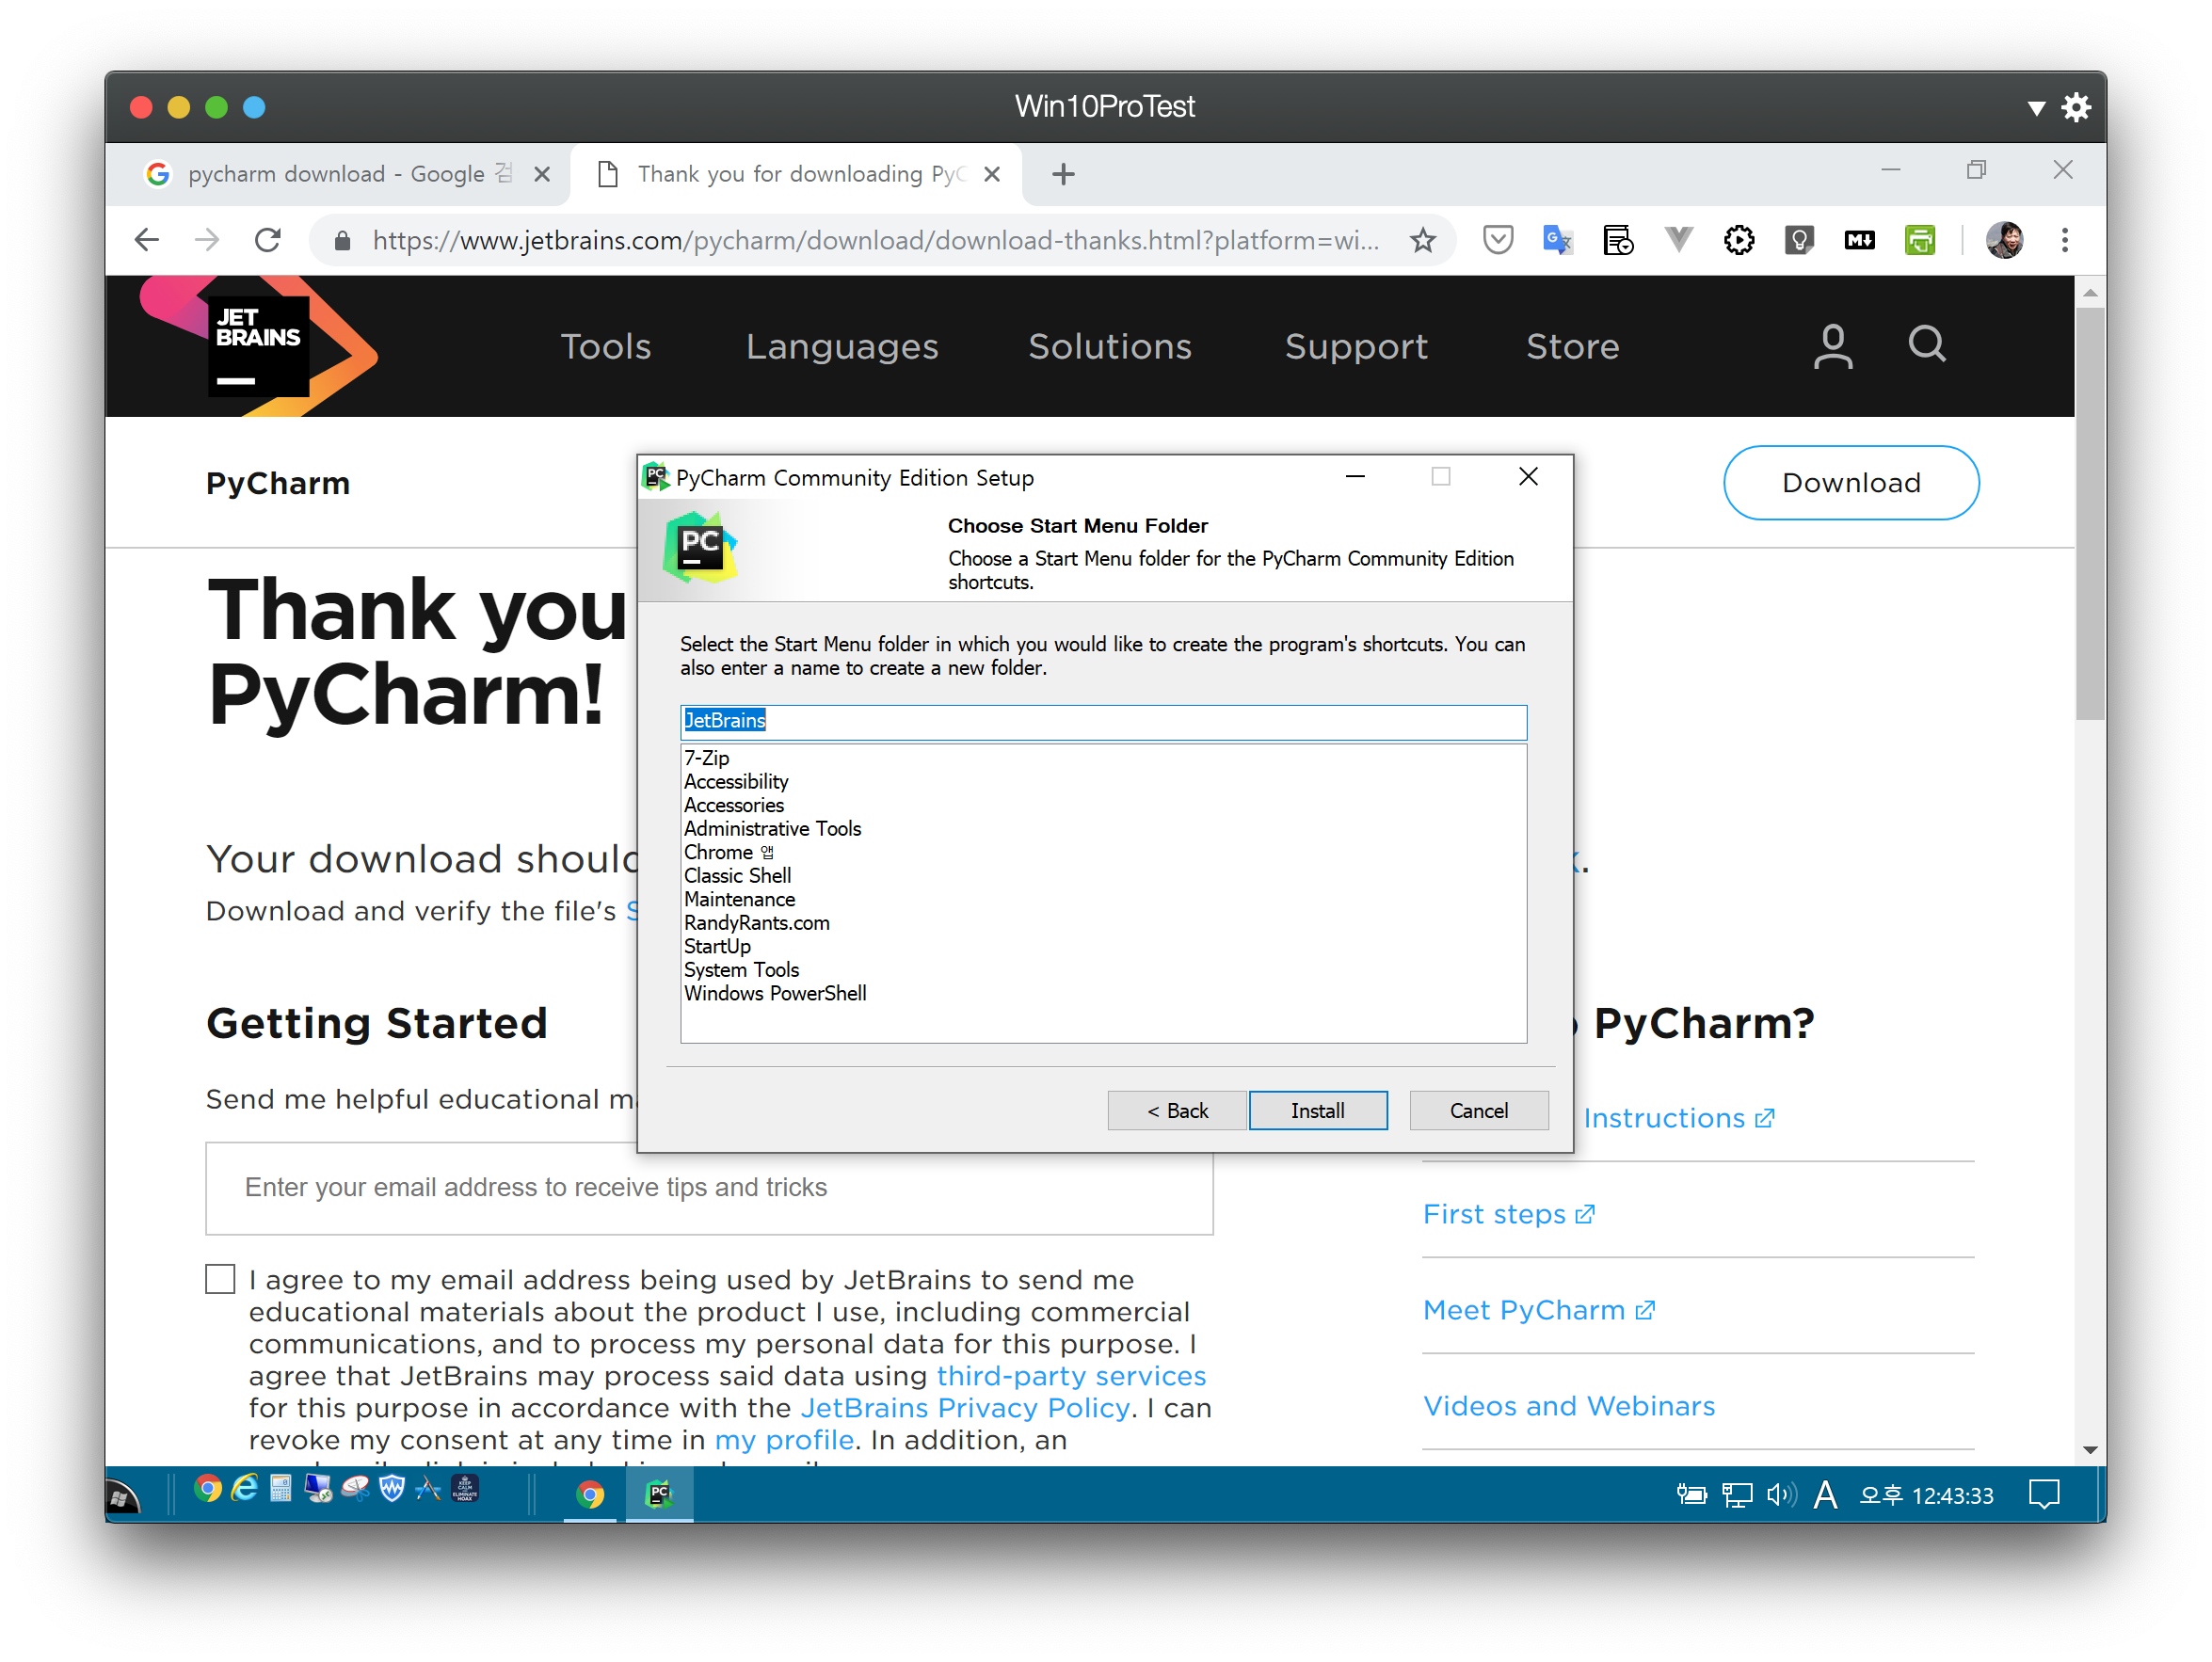 Win10ProTest
pycharm download - Google 검
Thank you for downloading PyC
https://www.jetbrains.com/pycharm/download/download-thanks.html?platform=wi...
JET
BRAINS
Tools
Languages
Solutions
Support
Store
PyCharm
Download
Thank you
PyCharm!
Your download should
.
Download and verify the file's S
Getting Started
PyCharm?
Send me helpful educational ma
Enter your email address to receive tips and tricks
I agree to my email address being used by JetBrains to send me
educational materials about the product I use, including commercial
communications, and to process my personal data for this purpose. I
agree that JetBrains may process said data using third-party services
for this purpose in accordance with the JetBrains Privacy Policy. I can
revoke my consent at any time in my profile. In addition, an
Instructions
First steps
Meet PyCharm
Videos and Webinars
PyCharm Community Edition Setup
PC
Choose Start Menu Folder
Choose a Start Menu folder for the PyCharm Community Edition
shortcuts.
Select the Start Menu folder in which you would like to create the program's shortcuts. You can
also enter a name to create a new folder.
JetBrains
7-Zip
Accessibility
Accessories
Administrative Tools
Chrome 앱
Classic Shell
Maintenance
RandyRants.com
StartUp
System Tools
Windows PowerShell
< Back
Install
Cancel
KEEP
CALM
ELIMINATE
HOAX
PC
A
오후 12:43:33